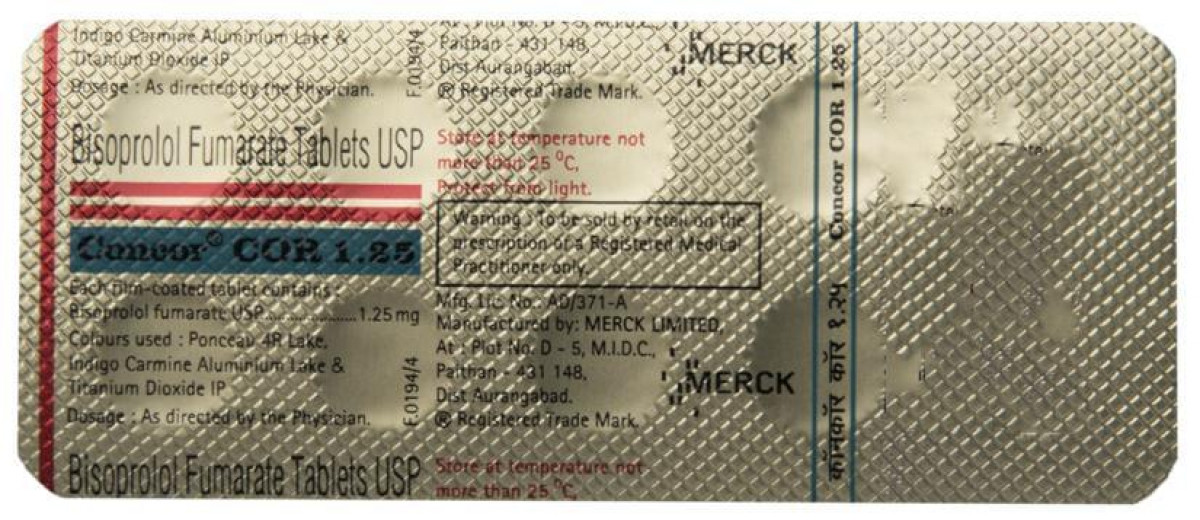 Indigo Carmine Aluminium Lake &
Titanium Dioxide IP
Dosage : As directed by the Physician.
F.0194/4
Bisoprolol Fumarate Tablets USP
Concor® COR 1.25
Each film-coated tablet contains :
Bisoprolol fumarate USP....................1.25 mg
Colours used : Ponceau 4R Lake,
Indigo Carmine Aluminium Lake &
Titanium Dioxide IP
Dosage : As directed by the Physician.
F.0194/4
Bisoprolol Fumarate Tablets USP
At : Plot No. D - 5, M.I.D.C.,
Paithan - 431 148,
Dist Aurangabad.
® Registered Trade Mark.
MERCK
Store at temperature not
more than 25 °C,
Protect from light.
Warning : To be sold by retail on the
prescription of a Registered Medical
Practitioner only.
Mfg. Lic. No.: AD/371-A
Manufactured by: MERCK LIMITED,
At : Plot No. D - 5, M.I.D.C.,
Paithan - 431 148,
Dist Aurangabad.
® Registered Trade Mark.
MERCK
Store at temperature not
more than 25 °C,
कॉनकॉर कॉर १.२५ Concor COR 1.25